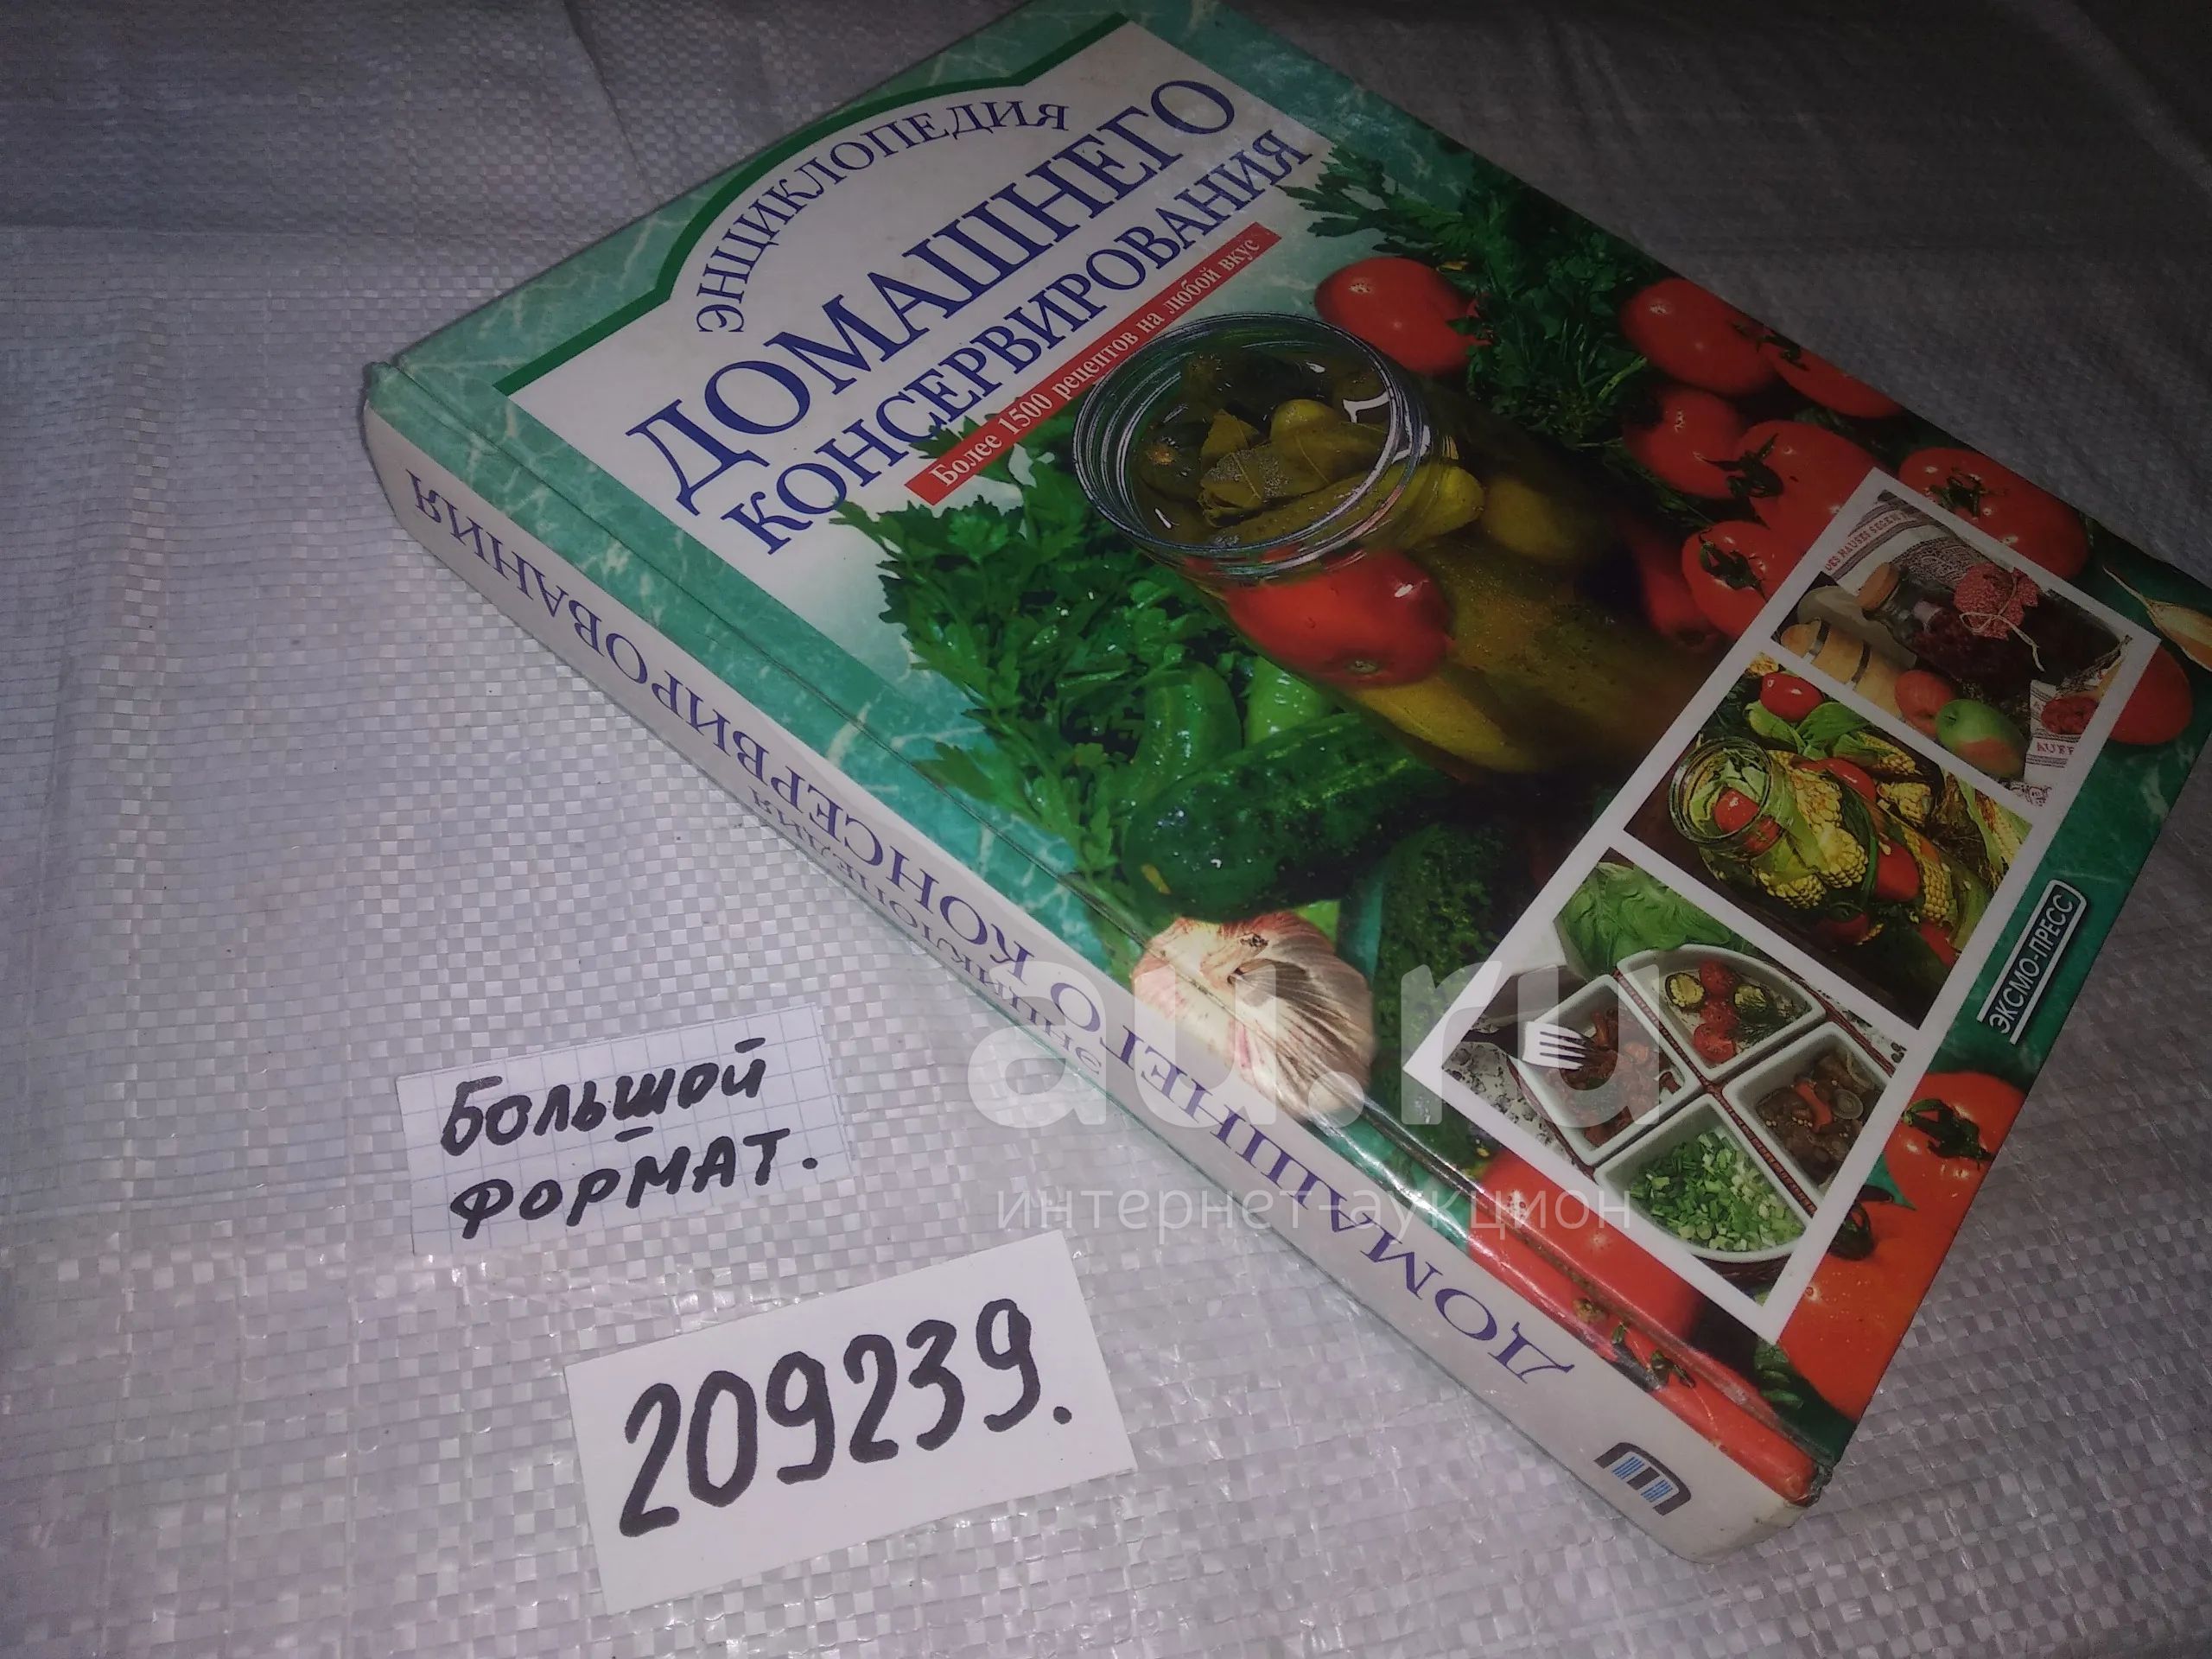 ЭНЦИКЛОПЕДИЯ
ДОМАШНЕГО
КОНСЕРВИРОВАНИЯ
Более 1500 рецептов на любой вкус
ЭКСМО-ПРЕСС
ЭНЦИКЛОПЕДИЯ
ДОМАШНЕГО КОНСЕРВИРОВАНИЯ
au.ru
интернет-аукцион
Большой
формат.
209239.